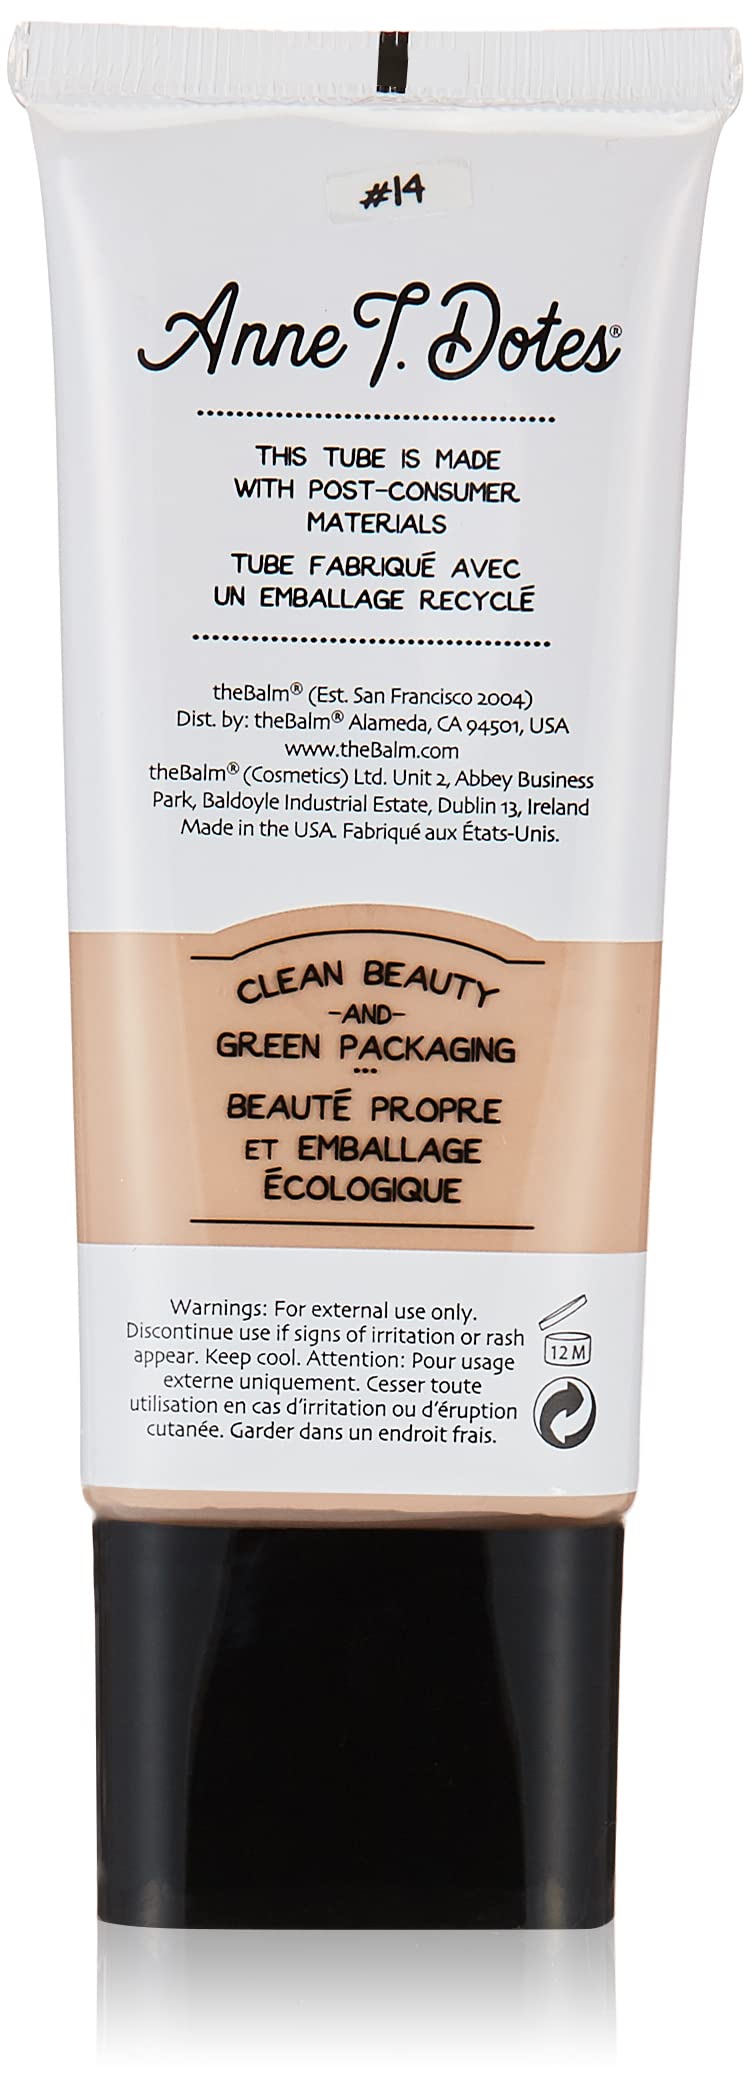 #14
Anne T. Dotes®
THIS TUBE IS MADE
WITH POST-CONSUMER
MATERIALS
TUBE FABRIQUÉ AVEC
UN EMBALLAGE RECYCLÉ
theBalm® (Est. San Francisco 2004)
Dist. by: theBalm® Alameda, CA 94501, USA
www.theBalm.com
theBalm® (Cosmetics) Ltd. Unit 2, Abbey Business
Park, Baldoyle Industrial Estate, Dublin 13, Ireland
Made in the USA. Fabriqué aux États-Unis.
CLEAN BEAUTY
-AND-
GREEN PACKAGING
...
BEAUTÉ PROPRE
ET EMBALLAGE
ÉCOLOGIQUE
Warnings: For external use only.
Discontinue use if signs of irritation or rash
appear. Keep cool. Attention: Pour usage
externe uniquement. Cesser toute
utilisation en cas d'irritation ou d'éruption
cutanée. Garder dans un endroit frais.
12 M